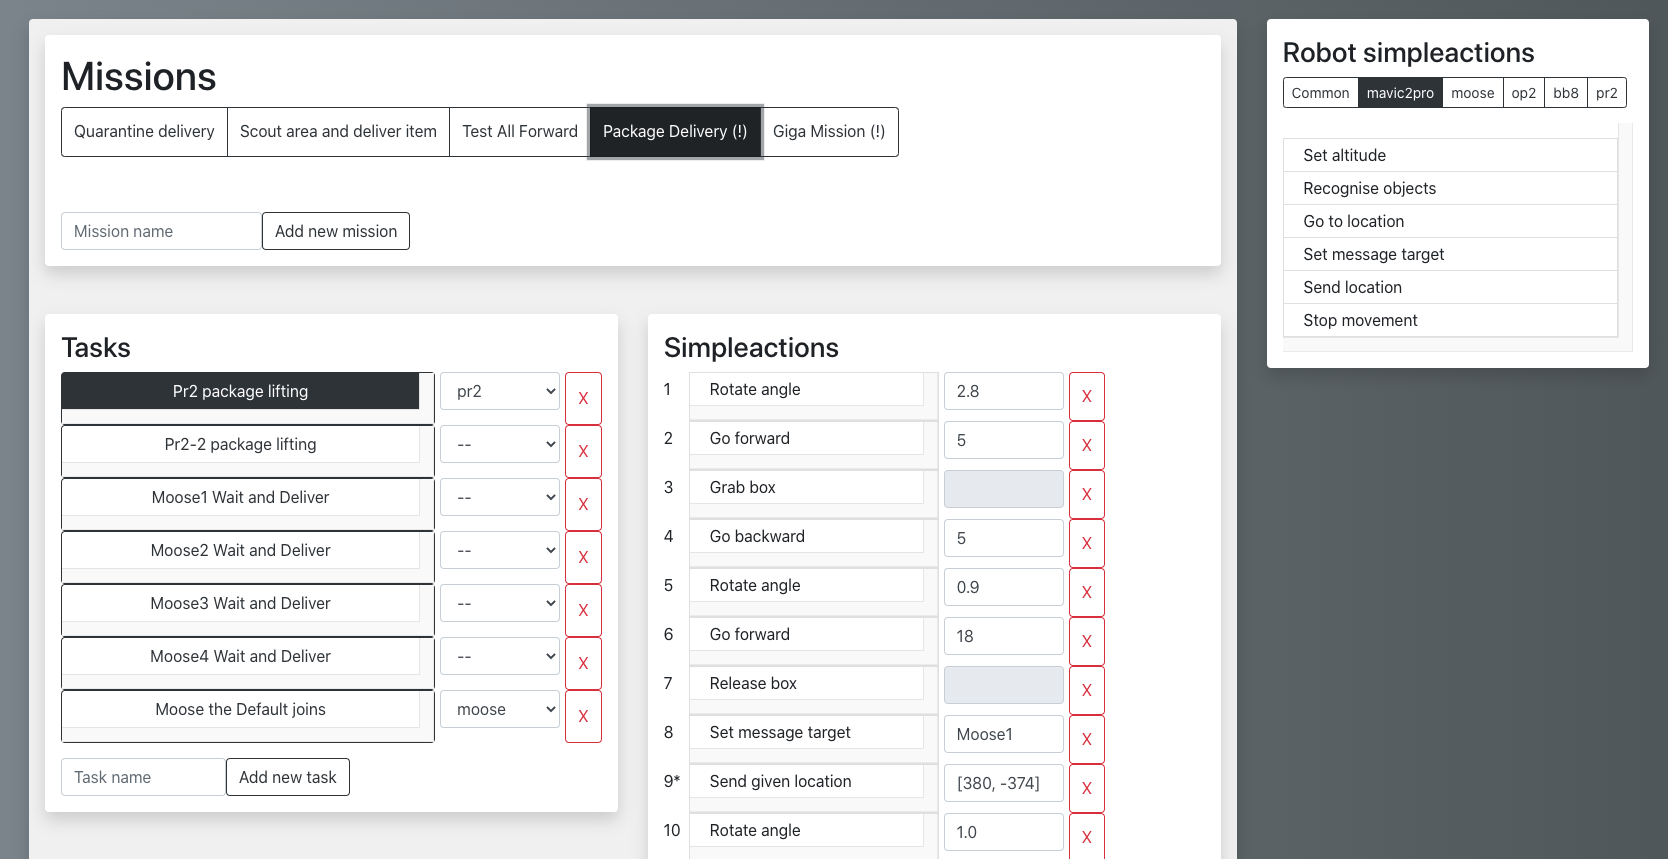 Missions
Quarantine delivery Scout area and deliver item Test All Forward Package Delivery (!) Giga Mission (!)
Mission name Add new mission
Tasks
Pr2 package lifting pr2 X
Pr2-2 package lifting -- X
Moose1 Wait and Deliver -- X
Moose2 Wait and Deliver -- X
Moose3 Wait and Deliver -- X
Moose4 Wait and Deliver -- X
Moose the Default joins moose X
Task name Add new task
Simpleactions
1 Rotate angle 2.8 X
2 Go forward 5 X
3 Grab box X
4 Go backward 5 X
5 Rotate angle 0.9 X
6 Go forward 18 X
7 Release box X
8 Set message target Moose1 X
9* Send given location [380, -374] X
10 Rotate angle 1.0 X
Robot simpleactions
Common mavic2pro moose op2 bb8 pr2
Set altitude
Recognise objects
Go to location
Set message target
Send location
Stop movement